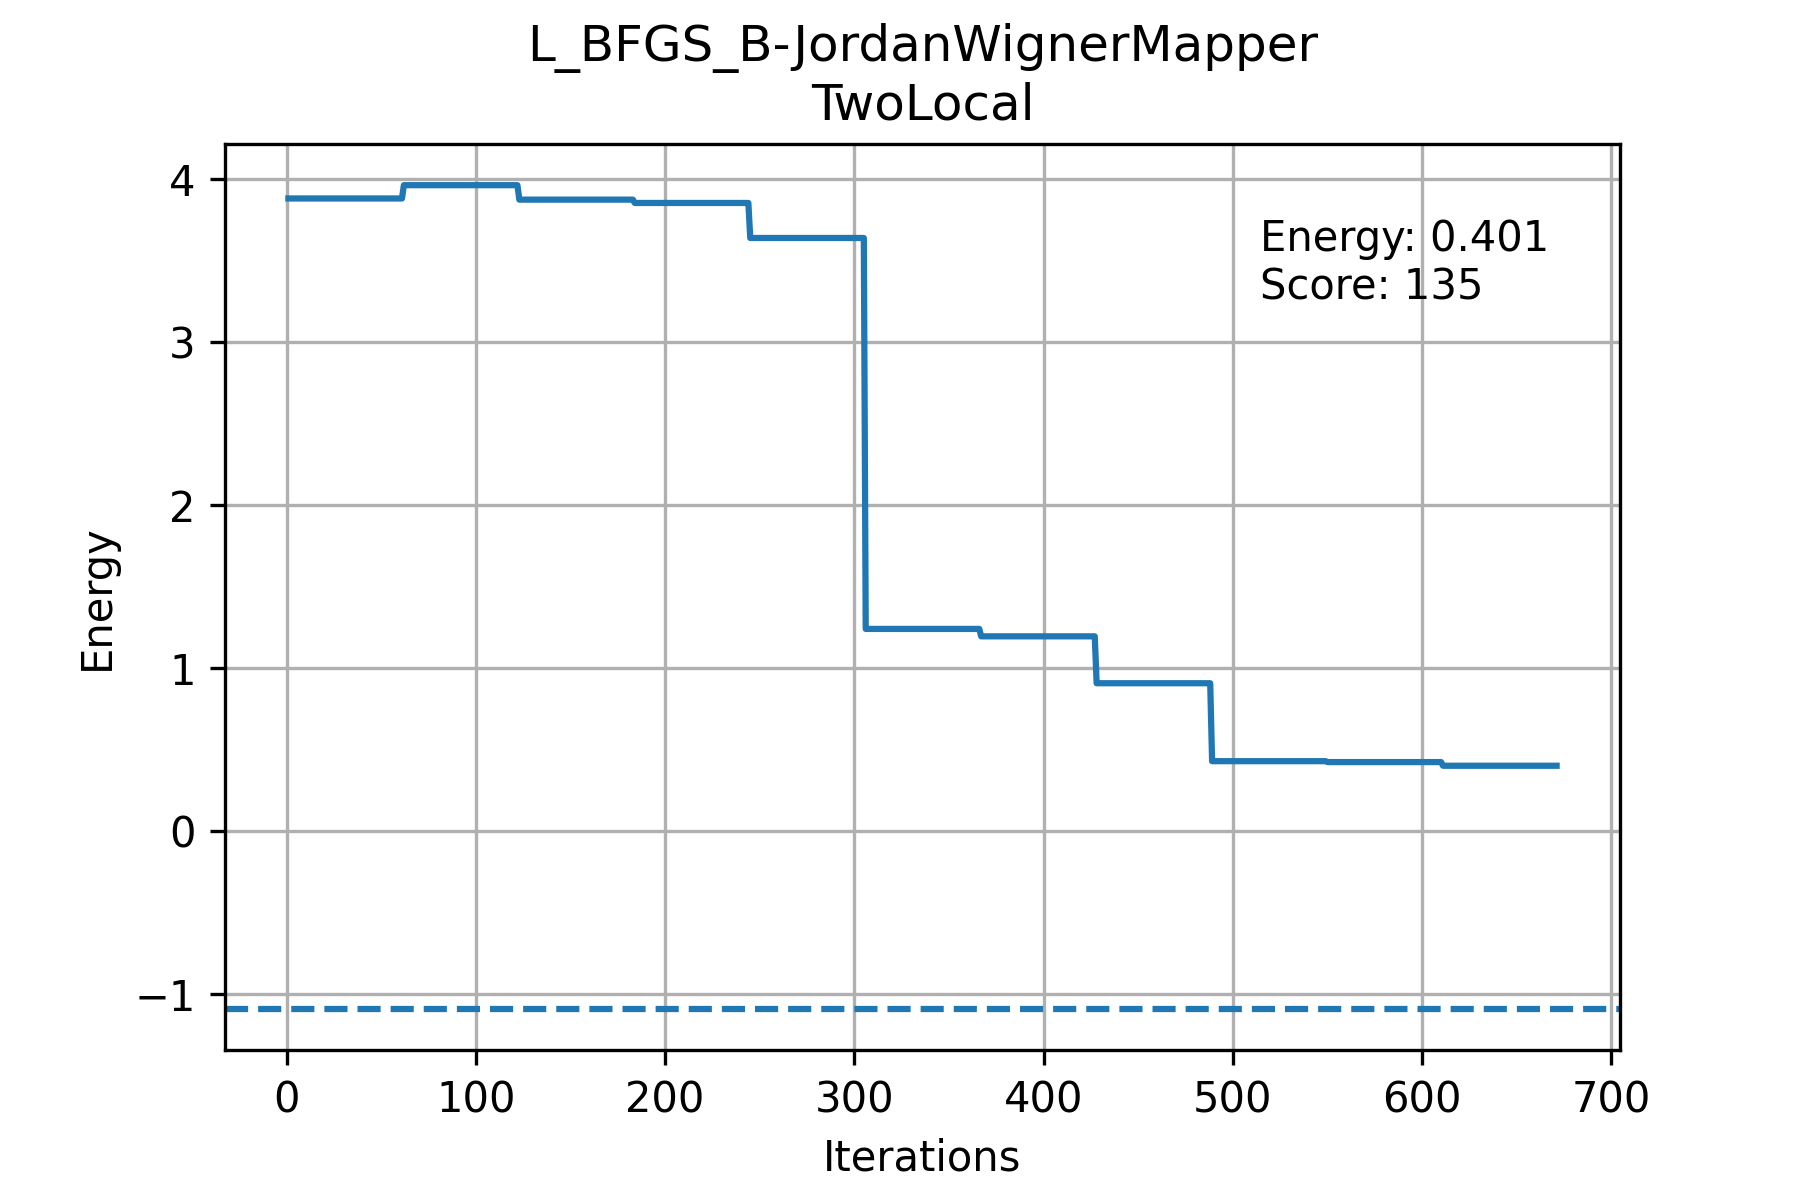 L_BFGS_B-JordanWignerMapper
TwoLocal
Energy: 0.401
Score: 135
4
3
2
1
0
−1
Energy
0 100 200 300 400 500 600 700
Iterations